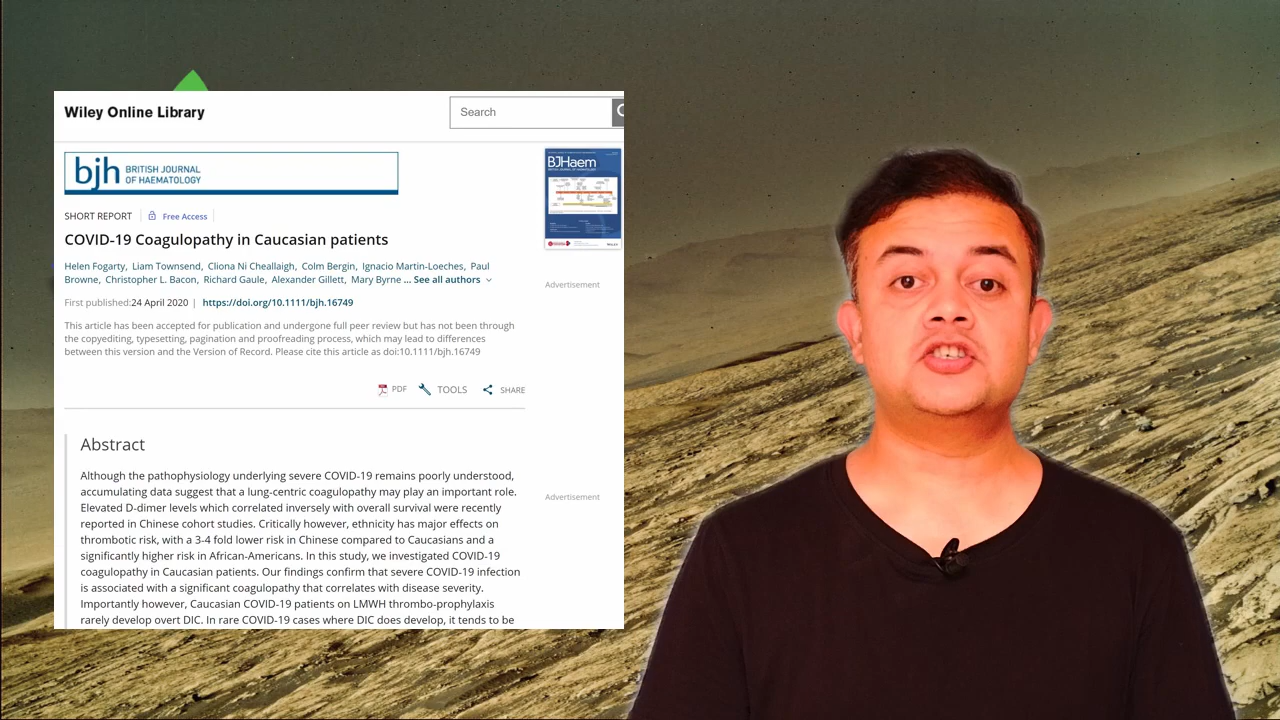 Wiley Online Library
Search
bjh BRITISH JOURNAL
OF HAEMATOLOGY
BJHaem
SHORT REPORT
Free Access
COVID-19 Coagulopathy in Caucasian patients
Helen Fogarty, Liam Townsend, Cliona Ni Cheallaigh, Colm Bergin, Ignacio Martin-Loeches, Paul
Browne, Christopher L. Bacon, Richard Gaule, Alexander Gillett, Mary Byrne ... See all authors
Advertisement
First published:24 April 2020 | https://doi.org/10.1111/bjh.16749
This article has been accepted for publication and undergone full peer review but has not been through
the copyediting, typesetting, pagination and proofreading process, which may lead to differences
between this version and the Version of Record. Please cite this article as doi:10.1111/bjh.16749
PDF TOOLS SHARE
Abstract
Although the pathophysiology underlying severe COVID-19 remains poorly understood,
accumulating data suggest that a lung-centric coagulopathy may play an important role.
Advertisement
Elevated D-dimer levels which correlated inversely with overall survival were recently
reported in Chinese cohort studies. Critically however, ethnicity has major effects on
thrombotic risk, with a 3-4 fold lower risk in Chinese compared to Caucasians and a
significantly higher risk in African-Americans. In this study, we investigated COVID-19
coagulopathy in Caucasian patients. Our findings confirm that severe COVID-19 infection
is associated with a significant coagulopathy that correlates with disease severity.
Importantly however, Caucasian COVID-19 patients on LMWH thrombo-prophylaxis
rarely develop overt DIC. In rare COVID-19 cases where DIC does develop, it tends to be